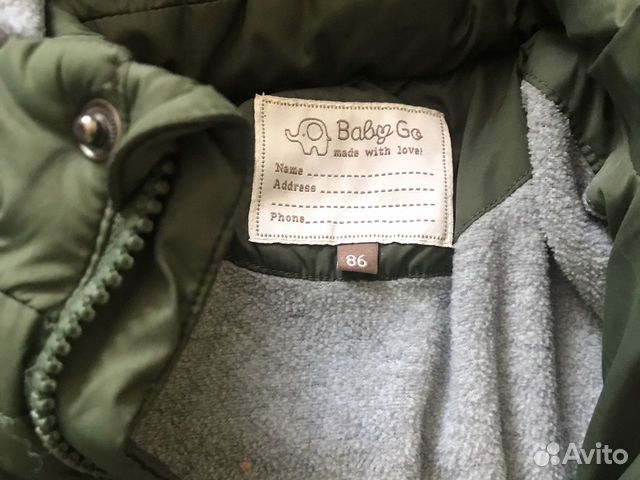 Baby Go
made with love!
Name
Address
Phone
86
Avito